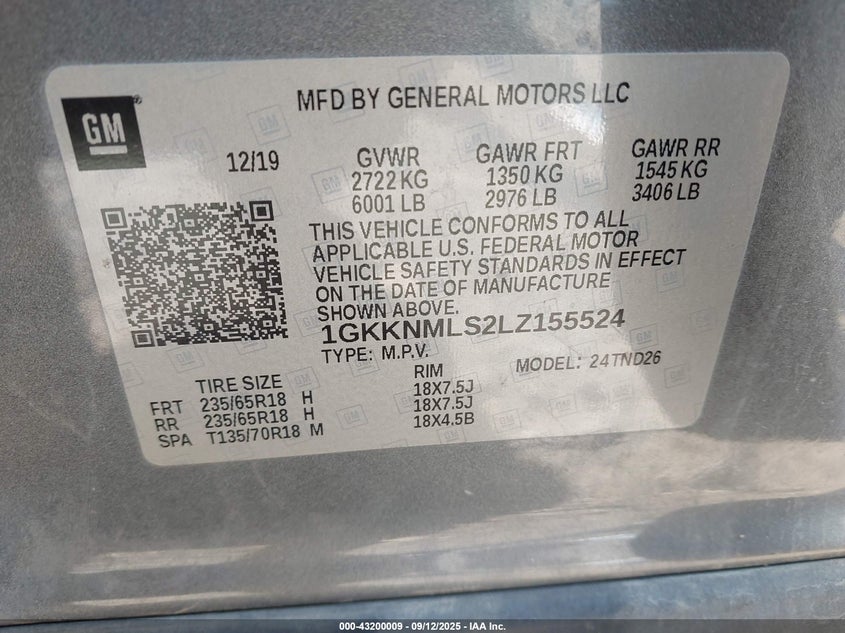 MFD BY GENERAL MOTORS LLC
GM
12/19 GVWR GAWR FRT GAWR RR
2722 KG 1350 KG 1545 KG
6001 LB 2976 LB 3406 LB
THIS VEHICLE CONFORMS TO ALL
APPLICABLE U.S. FEDERAL MOTOR
VEHICLE SAFETY STANDARDS IN EFFECT
ON THE DATE OF MANUFACTURE
SHOWN ABOVE.
1GKKNMLS2LZ155524
TYPE: M.P.V. MODEL: 24TND26
TIRE SIZE RIM
FRT 235/65R18 H 18X7.5J
RR 235/65R18 H 18X7.5J
SPA T135/70R18 M 18X4.5B
000-43200009 - 09/12/2025 - IAA Inc.